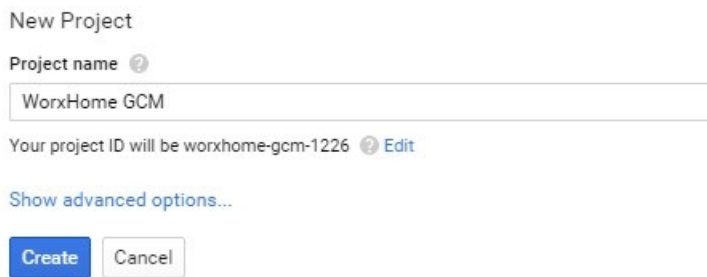 New Project
Project name ?
WorxHome GCM
Your project ID will be worxhome-gcm-1226 ? Edit
Show advanced options...
Create Cancel